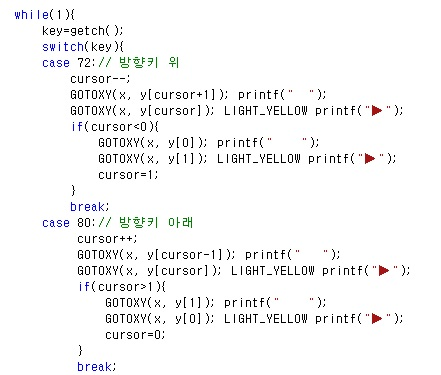 while(1){
key=getch();
switch(key){
case 72:// 방향키 위
cursor--;
GOTOXY(x, y[cursor+1]); printf("  ");
GOTOXY(x, y[cursor]); LIGHT_YELLOW printf("▶");
if(cursor<0){
GOTOXY(x, y[0]); printf("    ");
GOTOXY(x, y[1]); LIGHT_YELLOW printf("▶");
cursor=1;
}
break;
case 80:// 방향키 아래
cursor++;
GOTOXY(x, y[cursor-1]); printf("   ");
GOTOXY(x, y[cursor]); LIGHT_YELLOW printf("▶");
if(cursor>1){
GOTOXY(x, y[1]); printf("    ");
GOTOXY(x, y[0]); LIGHT_YELLOW printf("▶");
cursor=0;
}
break;